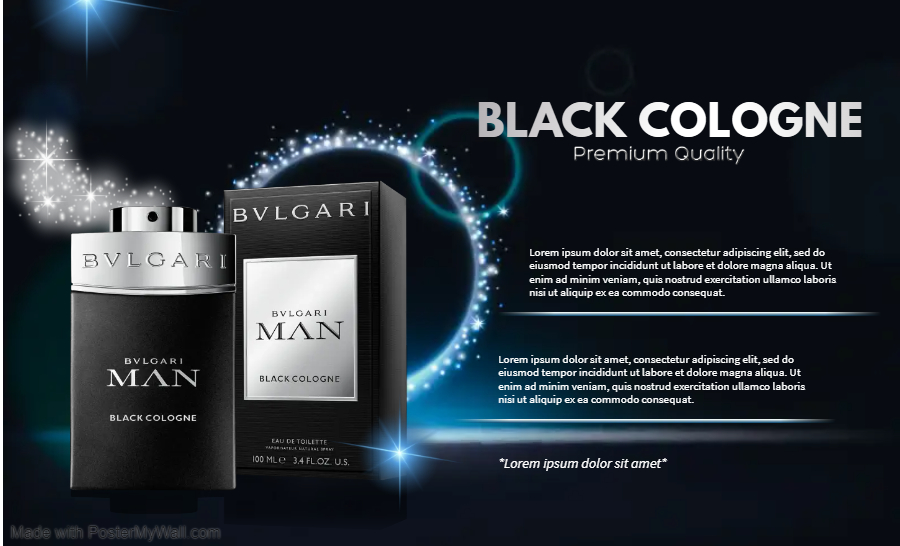 BLACK COLOGNE
Premium Quality
BVLGARI
BVLGARI
BVLGARI
MAN
BLACK COLOGNE
BVLGARI
MAN
BLACK COLOGNE
EAU DE TOILETTE
VAPORISATEUR NATURAL SPRAY
100 ML ℮ 3.4 FL.OZ. U.S.
Lorem ipsum dolor sit amet, consectetur adipiscing elit, sed do
eiusmod tempor incididunt ut labore et dolore magna aliqua. Ut
enim ad minim veniam, quis nostrud exercitation ullamco laboris
nisi ut aliquip ex ea commodo consequat.
Lorem ipsum dolor sit amet, consectetur adipiscing elit, sed do
eiusmod tempor incididunt ut labore et dolore magna aliqua. Ut
enim ad minim veniam, quis nostrud exercitation ullamco laboris
nisi ut aliquip ex ea commodo consequat.
*Lorem ipsum dolor sit amet*
Made with PosterMyWall.com